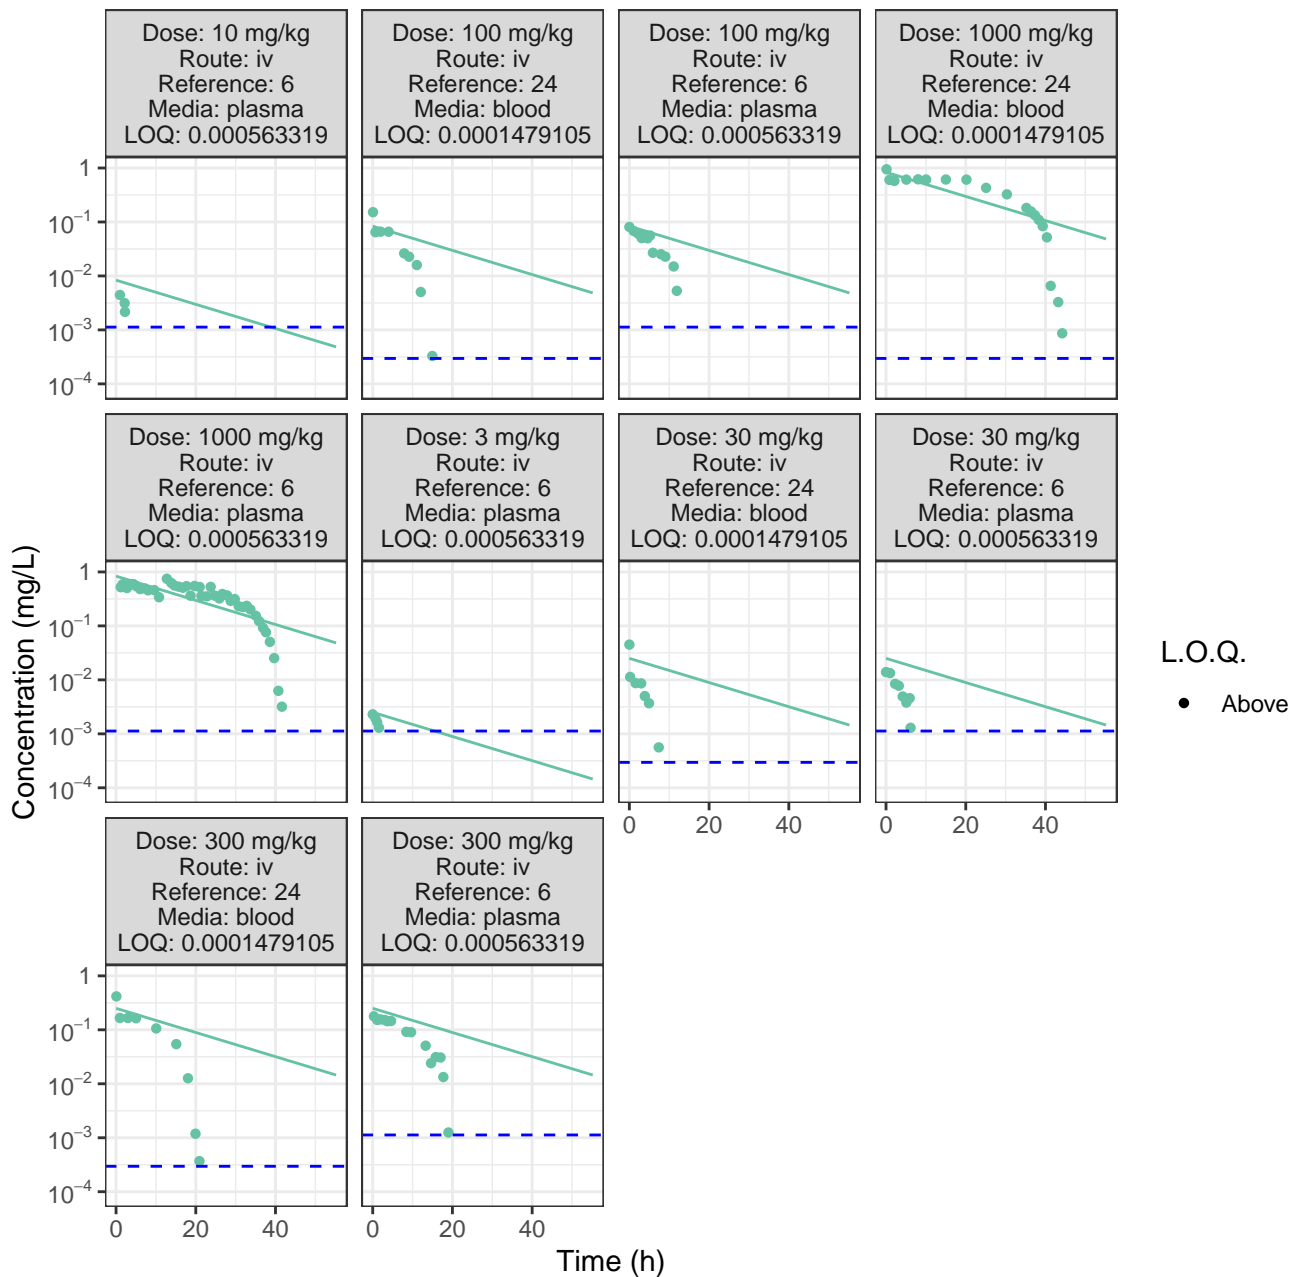 Dose: 10 mg/kg
Route: iv
Reference: 6
Media: plasma
LOQ: 0.000563319
Dose: 100 mg/kg
Route: iv
Reference: 24
Media: blood
LOQ: 0.0001479105
Dose: 100 mg/kg
Route: iv
Reference: 6
Media: plasma
LOQ: 0.000563319
Dose: 1000 mg/kg
Route: iv
Reference: 24
Media: blood
LOQ: 0.0001479105
1
10⁻¹
10⁻²
10⁻³
10⁻⁴
Dose: 1000 mg/kg
Route: iv
Reference: 6
Media: plasma
LOQ: 0.000563319
Dose: 3 mg/kg
Route: iv
Reference: 6
Media: plasma
LOQ: 0.000563319
Dose: 30 mg/kg
Route: iv
Reference: 24
Media: blood
LOQ: 0.0001479105
Dose: 30 mg/kg
Route: iv
Reference: 6
Media: plasma
LOQ: 0.000563319
Concentration (mg/L)
1
10⁻¹
10⁻²
10⁻³
10⁻⁴
0 20 40
0 20 40
L.O.Q.
Above
Dose: 300 mg/kg
Route: iv
Reference: 24
Media: blood
LOQ: 0.0001479105
Dose: 300 mg/kg
Route: iv
Reference: 6
Media: plasma
LOQ: 0.000563319
1
10⁻¹
10⁻²
10⁻³
10⁻⁴
0 20 40
0 20 40
Time (h)